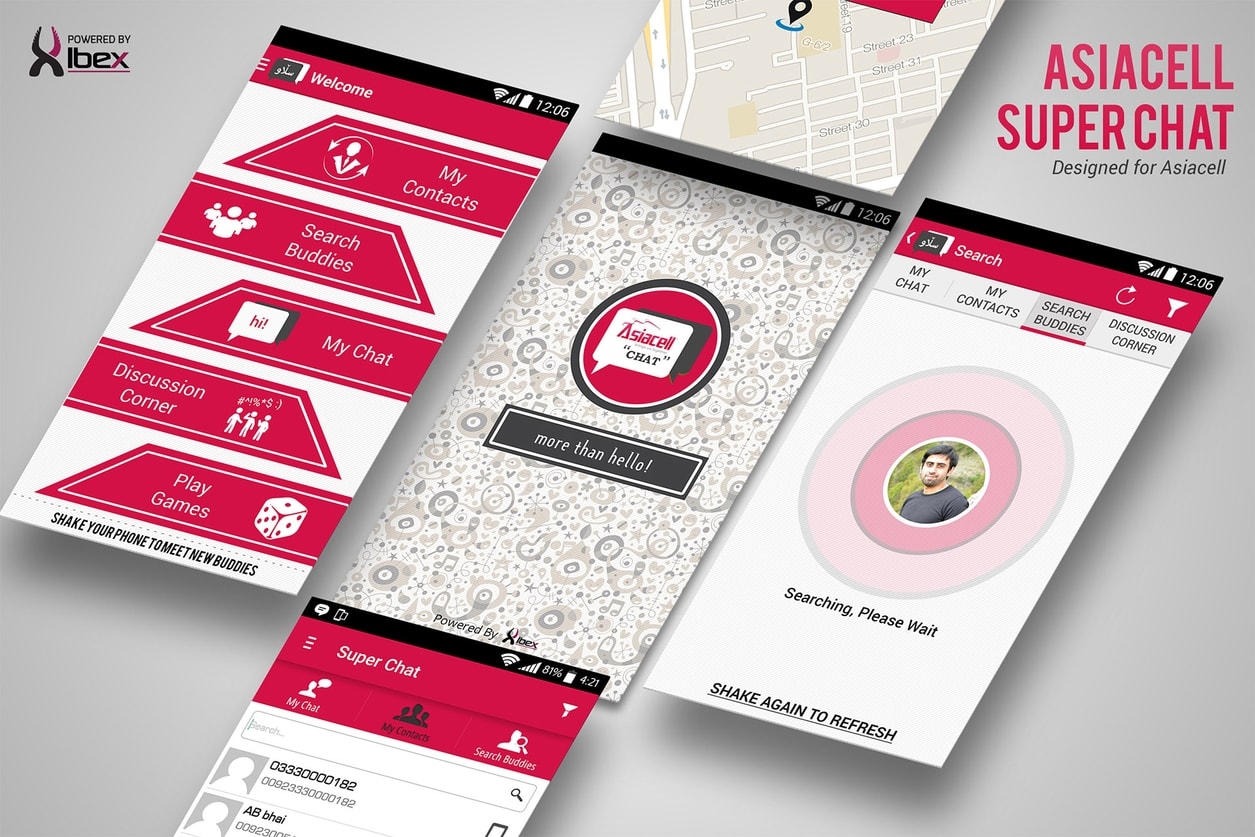 POWERED BY
Ibex
ASIACELL
SUPER CHAT
Designed for Asiacell
سڵاو
Welcome
12:06
My
Contacts
Search
Buddies
hi!
My Chat
Discussion
Corner
#^!%*$ :)
Play
Games
SHAKE YOUR PHONE TO MEET NEW BUDDIES
G-6/2
Street 19
Street 23
Street 31
Street 30
12:06
Asiacell
"CHAT"
more than hello!
Powered By Ibex
سڵاو
Search
12:06
MY
CHAT
MY
CONTACTS
SEARCH
BUDDIES
DISCUSSION
CORNER
Searching, Please Wait
SHAKE AGAIN TO REFRESH
81% 4:21
Super Chat
My Chat
My Contacts
Search Buddies
Search...
03330000182
00923330000182
AB bhai